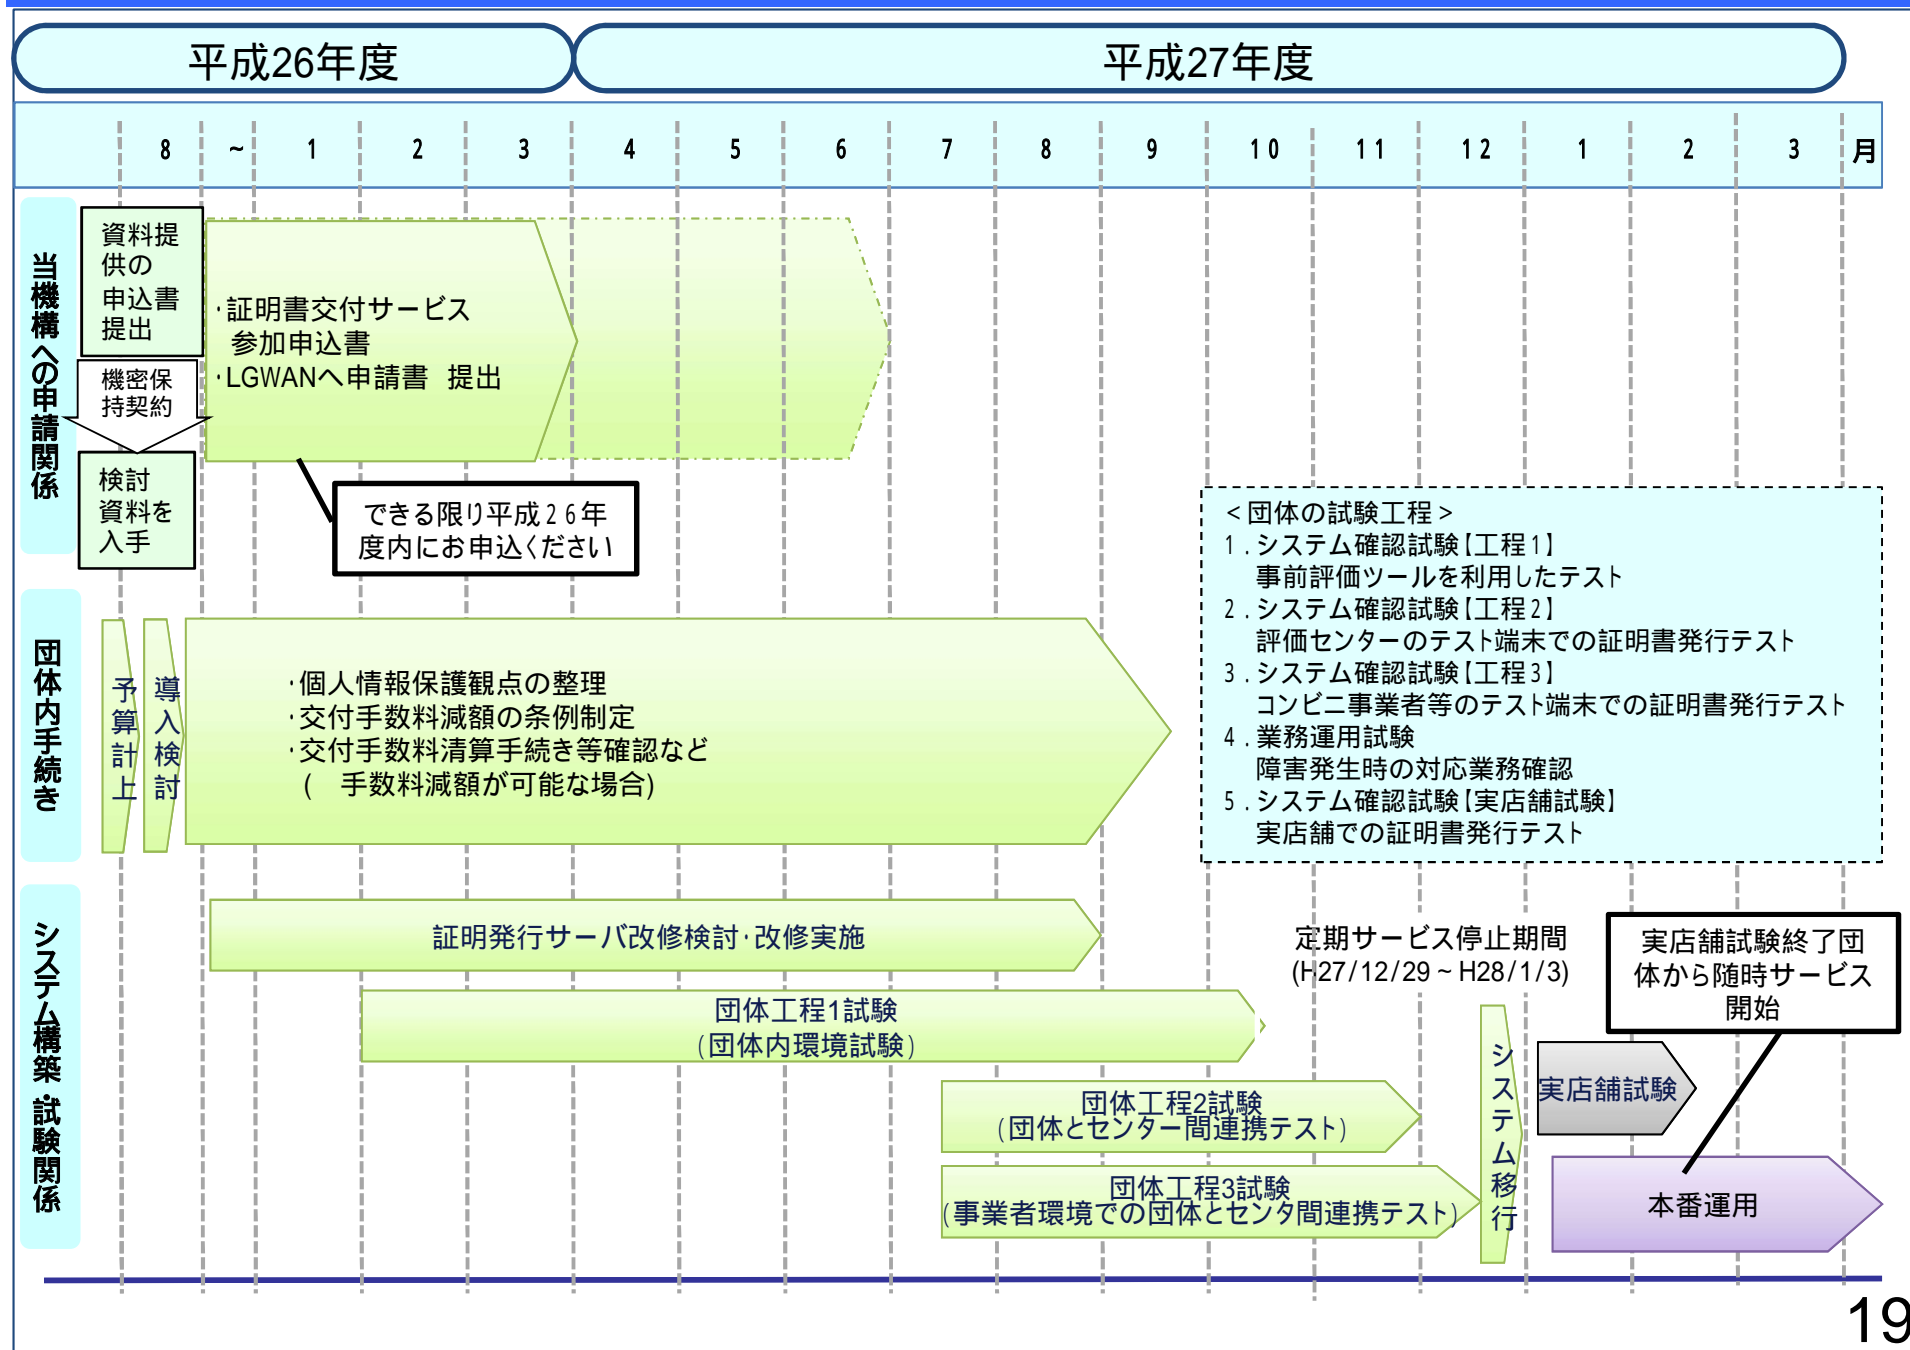 平成26年度
平成27年度
8 ~ 1 2 3 4 5 6 7 8 9 10 11 12 1 2 3 月
当機構への申請関係
資料提
供の
申込書
提出
機密保
持契約
検討
資料を
入手
・証明書交付サービス
参加申込書
・LGWANへ申請書 提出
できる限り平成26年
度内にお申込ください
<団体の試験工程>
1.システム確認試験【工程1】
事前評価ツールを利用したテスト
2.システム確認試験【工程2】
評価センターのテスト端末での証明書発行テスト
3.システム確認試験【工程3】
コンビニ事業者等のテスト端末での証明書発行テスト
4.業務運用試験
障害発生時の対応業務確認
5.システム確認試験【実店舗試験】
実店舗での証明書発行テスト
団体内手続き
予算計上
導入検討
・個人情報保護観点の整理
・交付手数料減額の条例制定
・交付手数料清算手続き等確認など
( 手数料減額が可能な場合)
システム構築・試験関係
証明発行サーバ改修検討・改修実施
団体工程1試験
(団体内環境試験)
団体工程2試験
(団体とセンター間連携テスト)
団体工程3試験
(事業者環境での団体とセンタ間連携テスト)
定期サービス停止期間
(H27/12/29~H28/1/3)
システム移行
実店舗試験終了団
体から随時サービス
開始
実店舗試験
本番運用
19